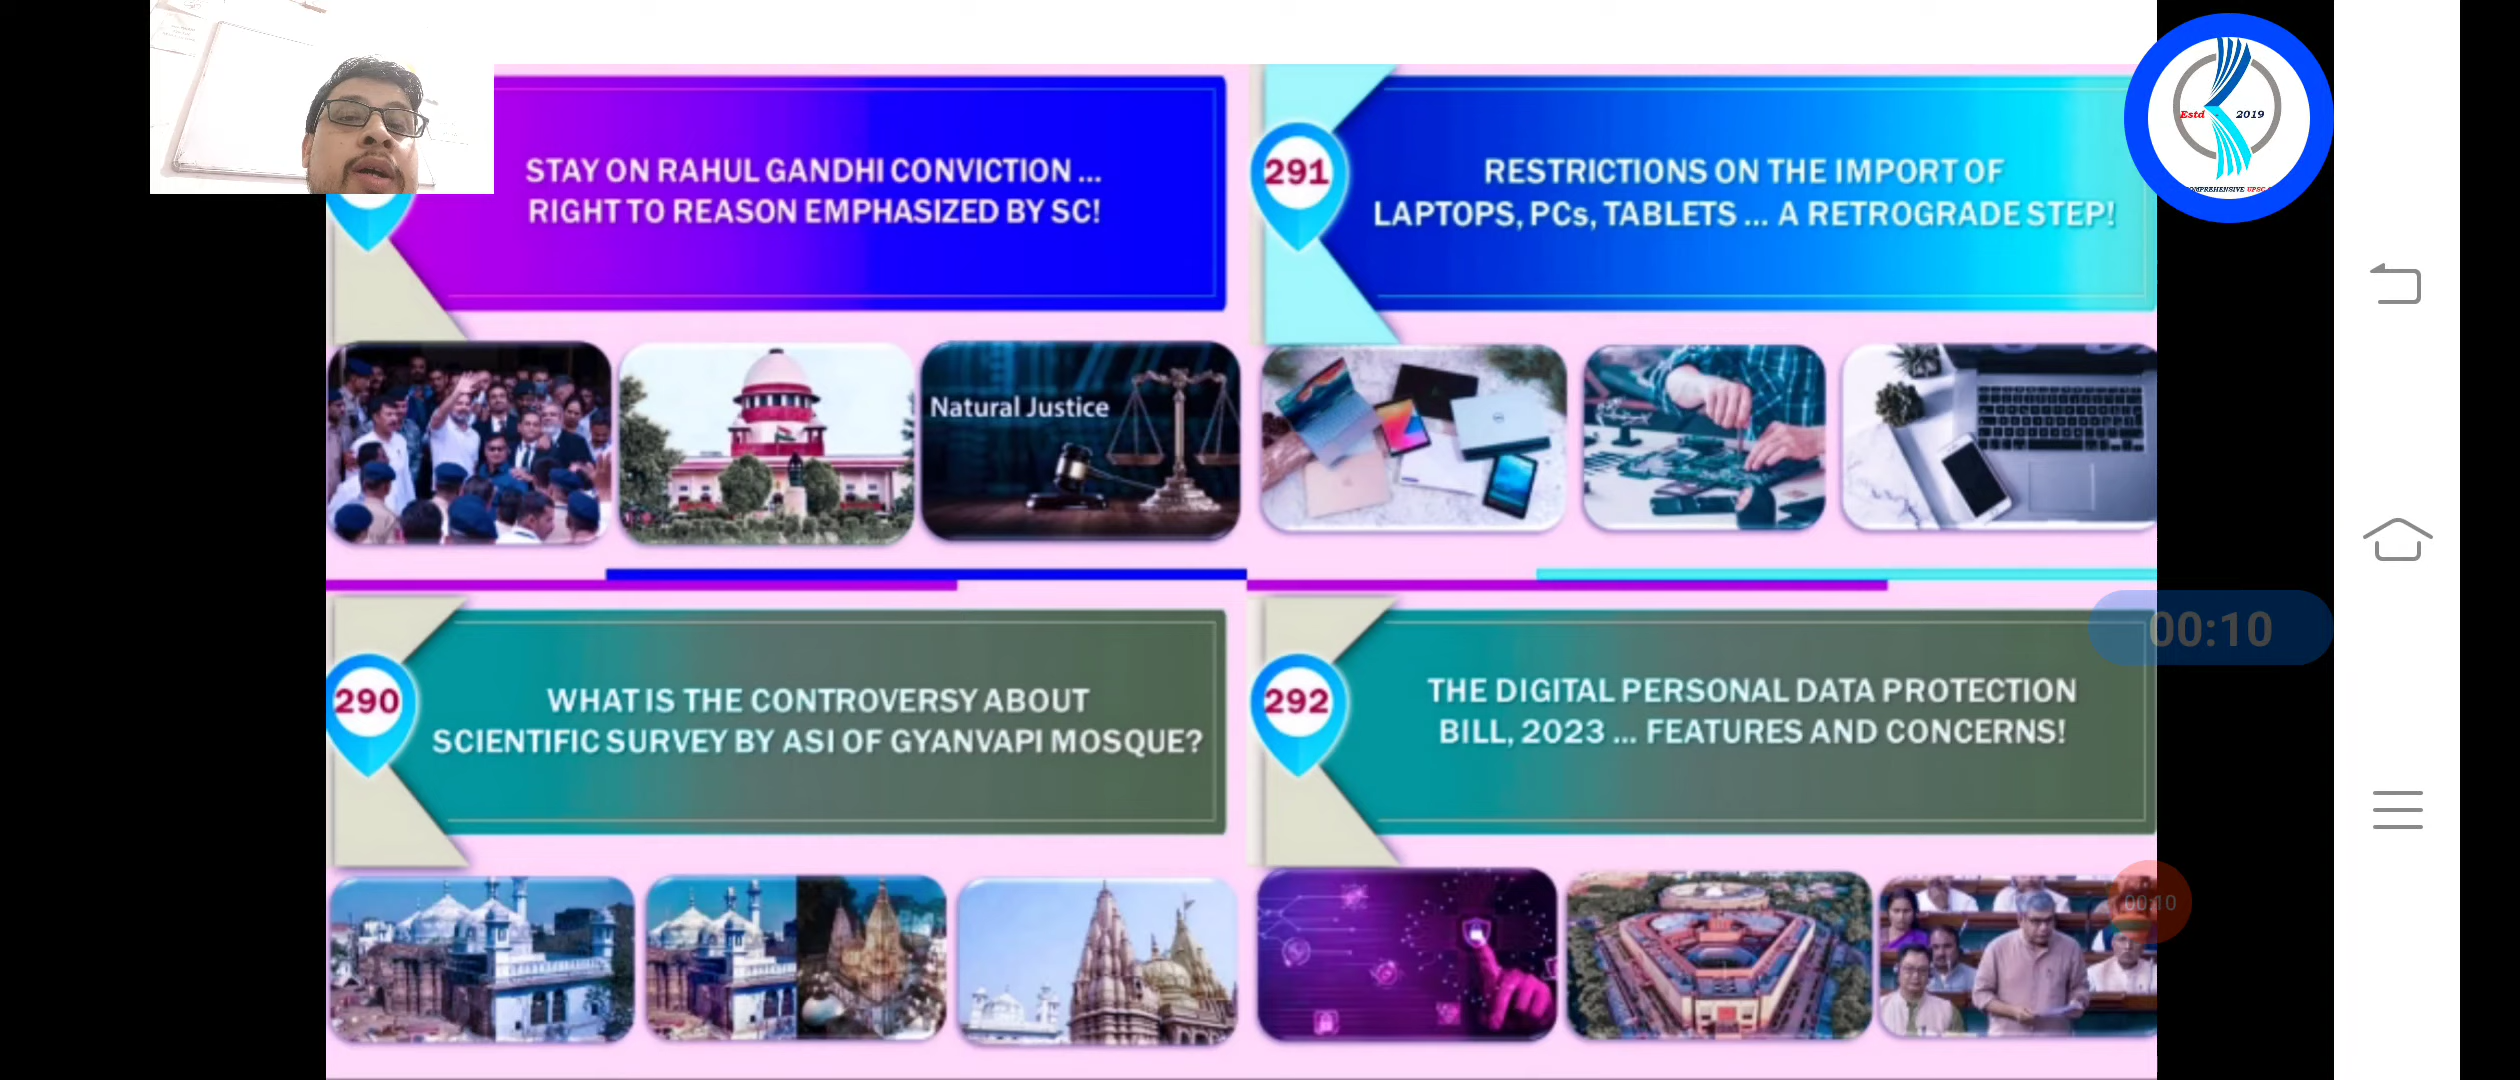 STAY ON RAHUL GANDHI CONVICTION ...
RIGHT TO REASON EMPHASIZED BY SC!
Natural Justice
291
RESTRICTIONS ON THE IMPORT OF
LAPTOPS, PCs, TABLETS ... A RETROGRADE STEP!
Estd - 2019
UPSC
290
WHAT IS THE CONTROVERSY ABOUT
SCIENTIFIC SURVEY BY ASI OF GYANVAPI MOSQUE?
292
THE DIGITAL PERSONAL DATA PROTECTION
BILL, 2023 ... FEATURES AND CONCERNS!
00:10
00:10